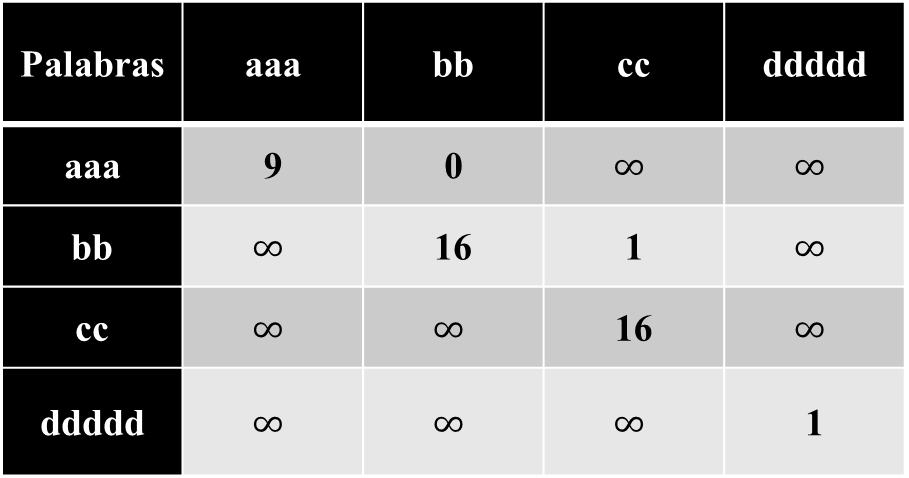 Palabras aaa bb cc ddddd
aaa 9 0 ∞ ∞
bb ∞ 16 1 ∞
cc ∞ ∞ 16 ∞
ddddd ∞ ∞ ∞ 1